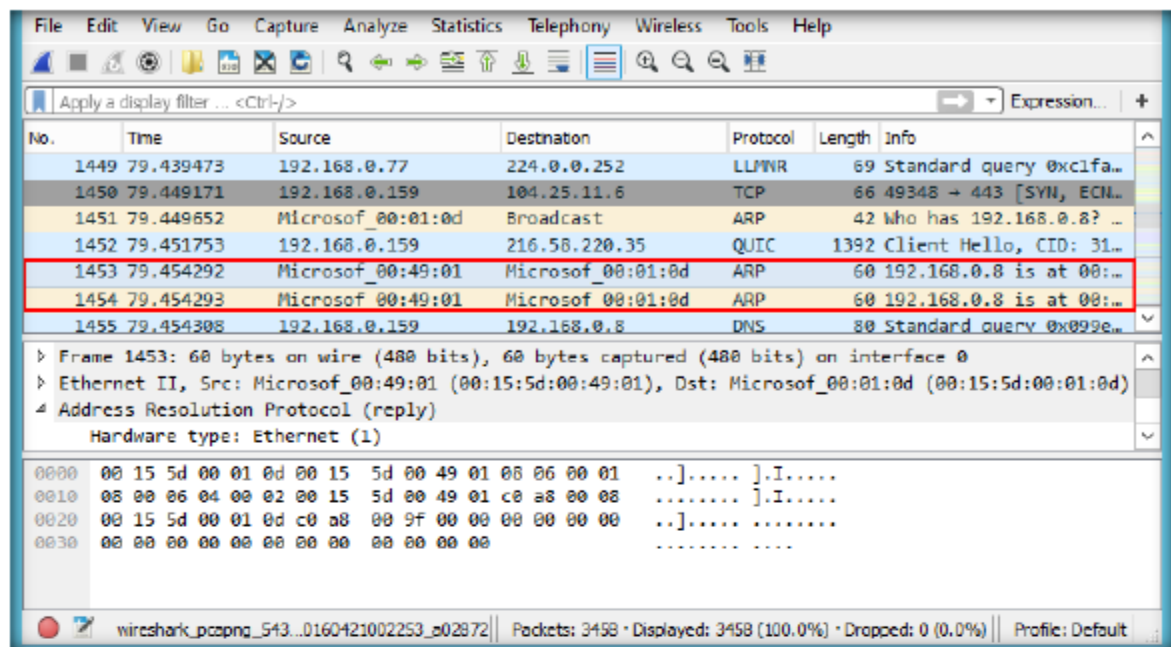 File Edit View Go Capture Analyze Statistics Telephony Wireless Tools Help
Apply a display filter ... <Ctrl-/> Expression... +
No. Time Source Destination Protocol Length Info
1449 79.439473 192.168.0.77 224.0.0.252 LLMNR 69 Standard query 0xc1fa…
1450 79.449171 192.168.0.159 104.25.11.6 TCP 66 49348 → 443 [SYN, ECN…
1451 79.449652 Microsof_00:01:0d Broadcast ARP 42 Who has 192.168.0.8? …
1452 79.451753 192.168.0.159 216.58.220.35 QUIC 1392 Client Hello, CID: 31…
1453 79.454292 Microsof_00:49:01 Microsof_00:01:0d ARP 60 192.168.0.8 is at 00:…
1454 79.454293 Microsof_00:49:01 Microsof_00:01:0d ARP 60 192.168.0.8 is at 00:…
1455 79.454308 192.168.0.159 192.168.0.8 DNS 80 Standard query 0x099e…
Frame 1453: 60 bytes on wire (480 bits), 60 bytes captured (480 bits) on interface 0
Ethernet II, Src: Microsof_00:49:01 (00:15:5d:00:49:01), Dst: Microsof_00:01:0d (00:15:5d:00:01:0d)
Address Resolution Protocol (reply)
Hardware type: Ethernet (1)
0000 00 15 5d 00 01 0d 00 15 5d 00 49 01 08 06 00 01 ..]..... ].I.....
0010 08 00 06 04 00 02 00 15 5d 00 49 01 c0 a8 00 08 ........ ].I.....
0020 00 15 5d 00 01 0d c0 a8 00 9f 00 00 00 00 00 00 ..]..... ........
0030 00 00 00 00 00 00 00 00 00 00 00 00 ........ ....
wireshark_pcapng_543...0160421002253_a02872 Packets: 3458 · Displayed: 3458 (100.0%) · Dropped: 0 (0.0%) Profile: Default